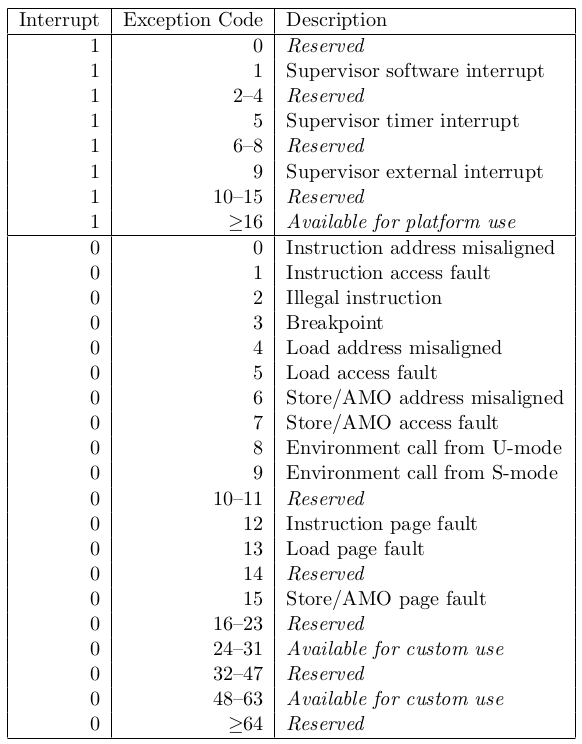 Interrupt Exception Code Description
1 0 Reserved
1 1 Supervisor software interrupt
1 2–4 Reserved
1 5 Supervisor timer interrupt
1 6–8 Reserved
1 9 Supervisor external interrupt
1 10–15 Reserved
1 ≥16 Available for platform use
0 0 Instruction address misaligned
0 1 Instruction access fault
0 2 Illegal instruction
0 3 Breakpoint
0 4 Load address misaligned
0 5 Load access fault
0 6 Store/AMO address misaligned
0 7 Store/AMO access fault
0 8 Environment call from U-mode
0 9 Environment call from S-mode
0 10–11 Reserved
0 12 Instruction page fault
0 13 Load page fault
0 14 Reserved
0 15 Store/AMO page fault
0 16–23 Reserved
0 24–31 Available for custom use
0 32–47 Reserved
0 48–63 Available for custom use
0 ≥64 Reserved